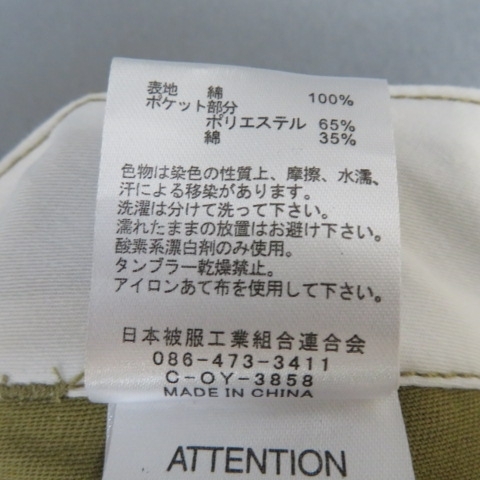 表地 綿 100%
ポケット部分
ポリエステル 65%
綿 35%
色物は染色の性質上、摩擦、水濡、
汗による移染があります。
洗濯は分けて洗って下さい。
濡れたままの放置はお避け下さい。
酸素系漂白剤のみ使用。
タンブラー乾燥禁止。
アイロンあて布を使用して下さい。
日本被服工業組合連合会
086-473-3411
C-OY-3858
MADE IN CHINA
ATTENTION